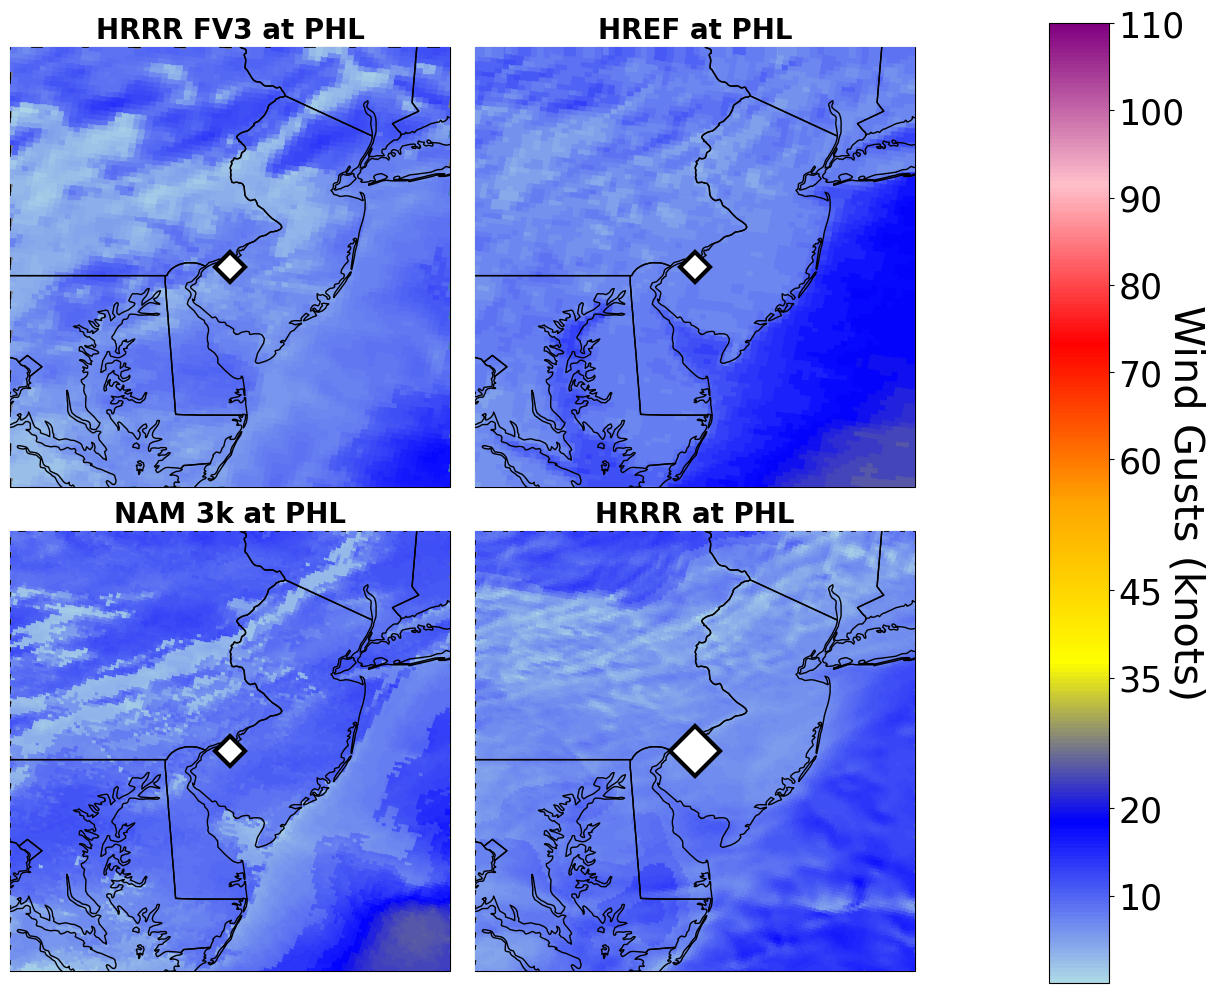 HRRR FV3 at PHL
HREF at PHL
NAM 3k at PHL
HRRR at PHL
110
100
90
80
70
60
45
35
20
10
Wind Gusts (knots)